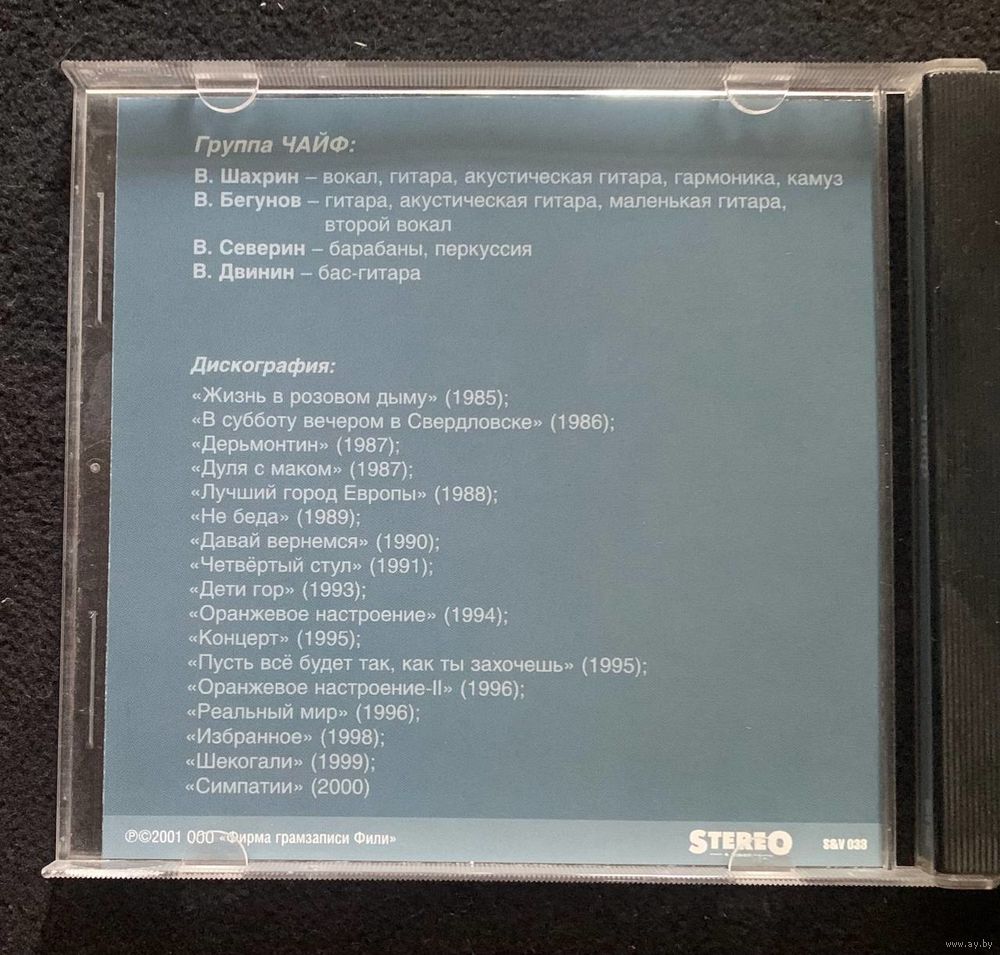 Группа ЧАЙФ:
В. Шахрин – вокал, гитара, акустическая гитара, гармоника, камуз
В. Бегунов – гитара, акустическая гитара, маленькая гитара,
второй вокал
В. Северин – барабаны, перкуссия
В. Двинин – бас-гитара
Дискография:
«Жизнь в розовом дыму» (1985);
«В субботу вечером в Свердловске» (1986);
«Дерьмонтин» (1987);
«Дуля с маком» (1987);
«Лучший город Европы» (1988);
«Не беда» (1989);
«Давай вернемся» (1990);
«Четвёртый стул» (1991);
«Дети гор» (1993);
«Оранжевое настроение» (1994);
«Концерт» (1995);
«Пусть всё будет так, как ты захочешь» (1995);
«Оранжевое настроение-II» (1996);
«Реальный мир» (1996);
«Избранное» (1998);
«Шекогали» (1999);
«Симпатии» (2000)
℗©2001 ООО «Фирма грамзаписи Фили»
STEREO
S&V 038
www.ay.by